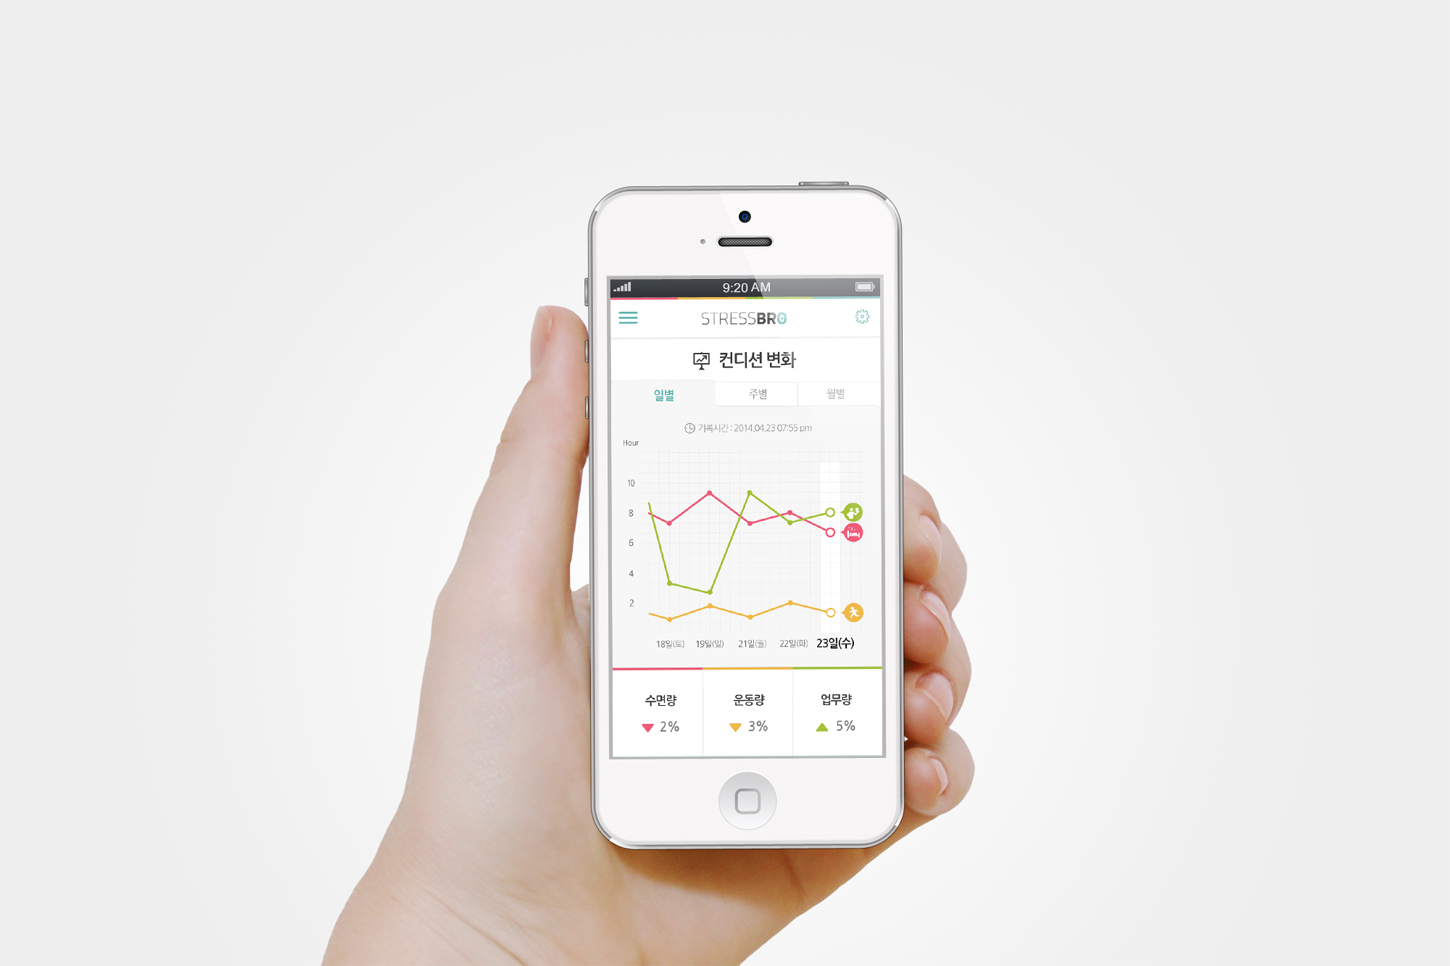 9:20 AM
STRESSBRO
컨디션 변화
일별 주별 월별
기록시간 : 2014.04.23 07:55 pm
Hour
10
8
6
4
2
18일(토) 19일(일) 21일(월) 22일(화) 23일(수)
수면량 운동량 업무량
2% 3% 5%